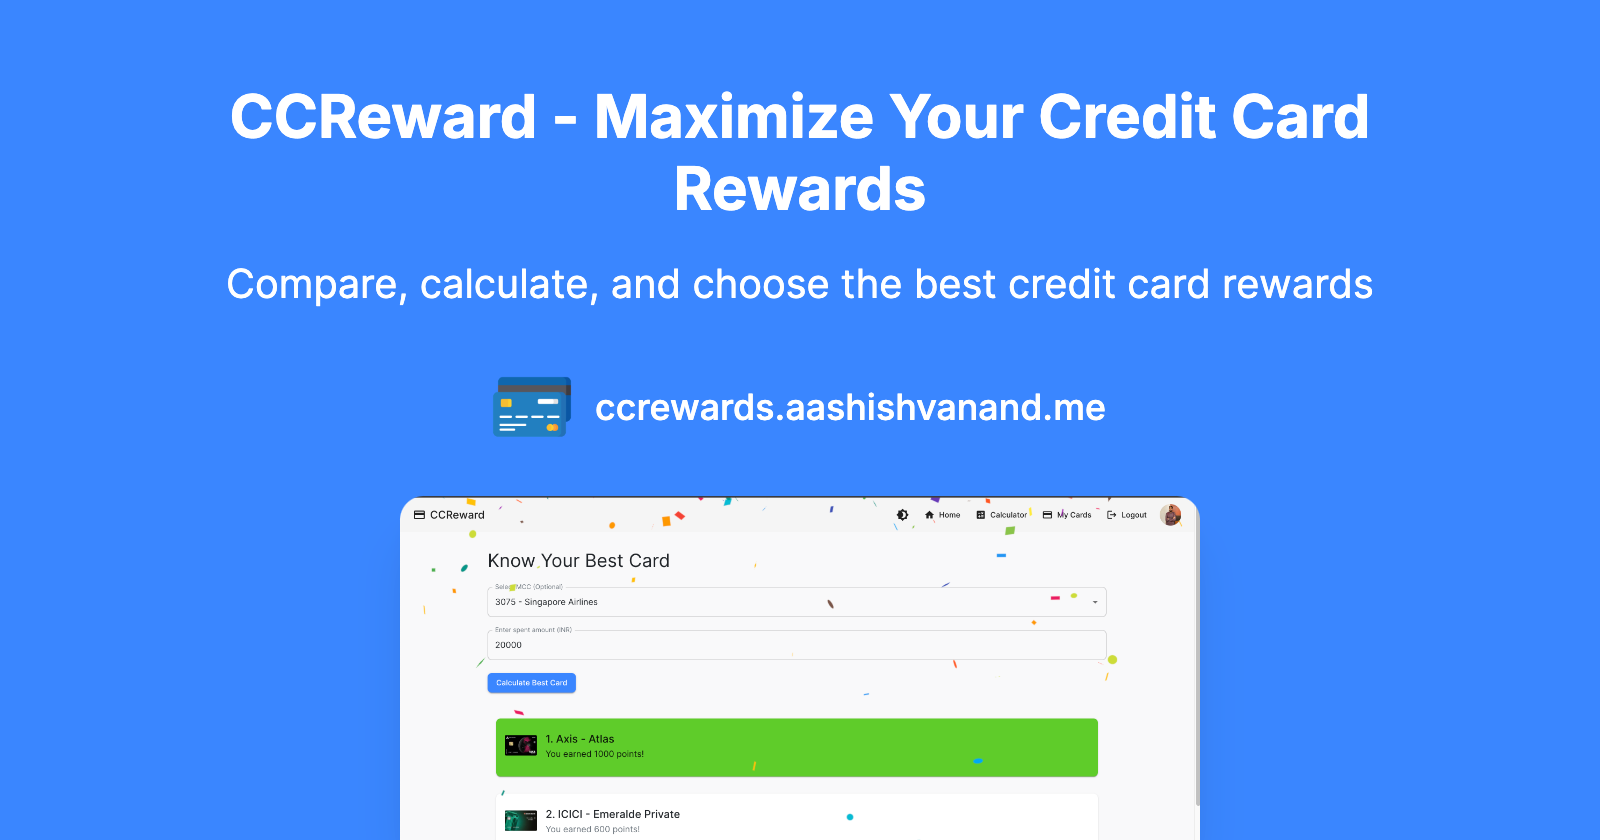 CCReward - Maximize Your Credit Card
Rewards
Compare, calculate, and choose the best credit card rewards
ccrewards.aashishvanand.me
CCReward
Home
Calculator
My Cards
Logout
Know Your Best Card
Select MCC (Optional)
3075 - Singapore Airlines
Enter spent amount (INR)
20000
Calculate Best Card
1. Axis - Atlas
You earned 1000 points!
2. ICICI - Emeralde Private
You earned 600 points!